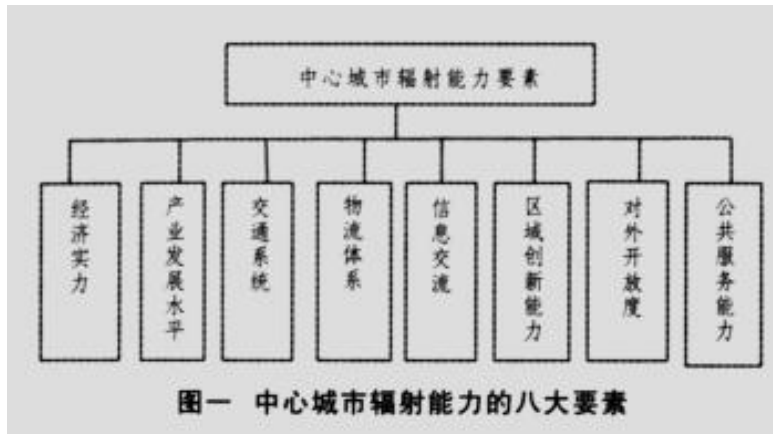 中心城市辐射能力要素
经济实力
产业发展水平
交通系统
物流体系
信息交流
区域创新能力
对外开放度
公共服务能力
图一 中心城市辐射能力的八大要素